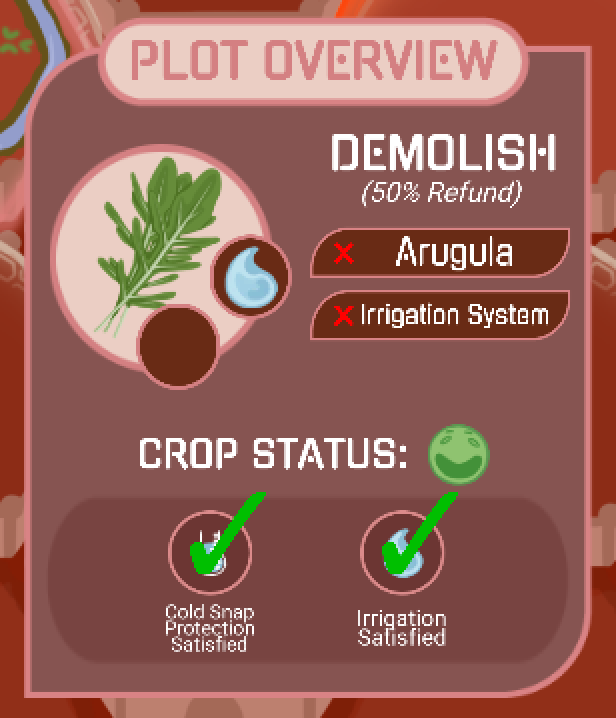 PLOT OVERVIEW
DEMOLISH
(50% Refund)
Arugula
Irrigation System
CROP STATUS:
Cold Snap
Protection
Satisfied
Irrigation
Satisfied